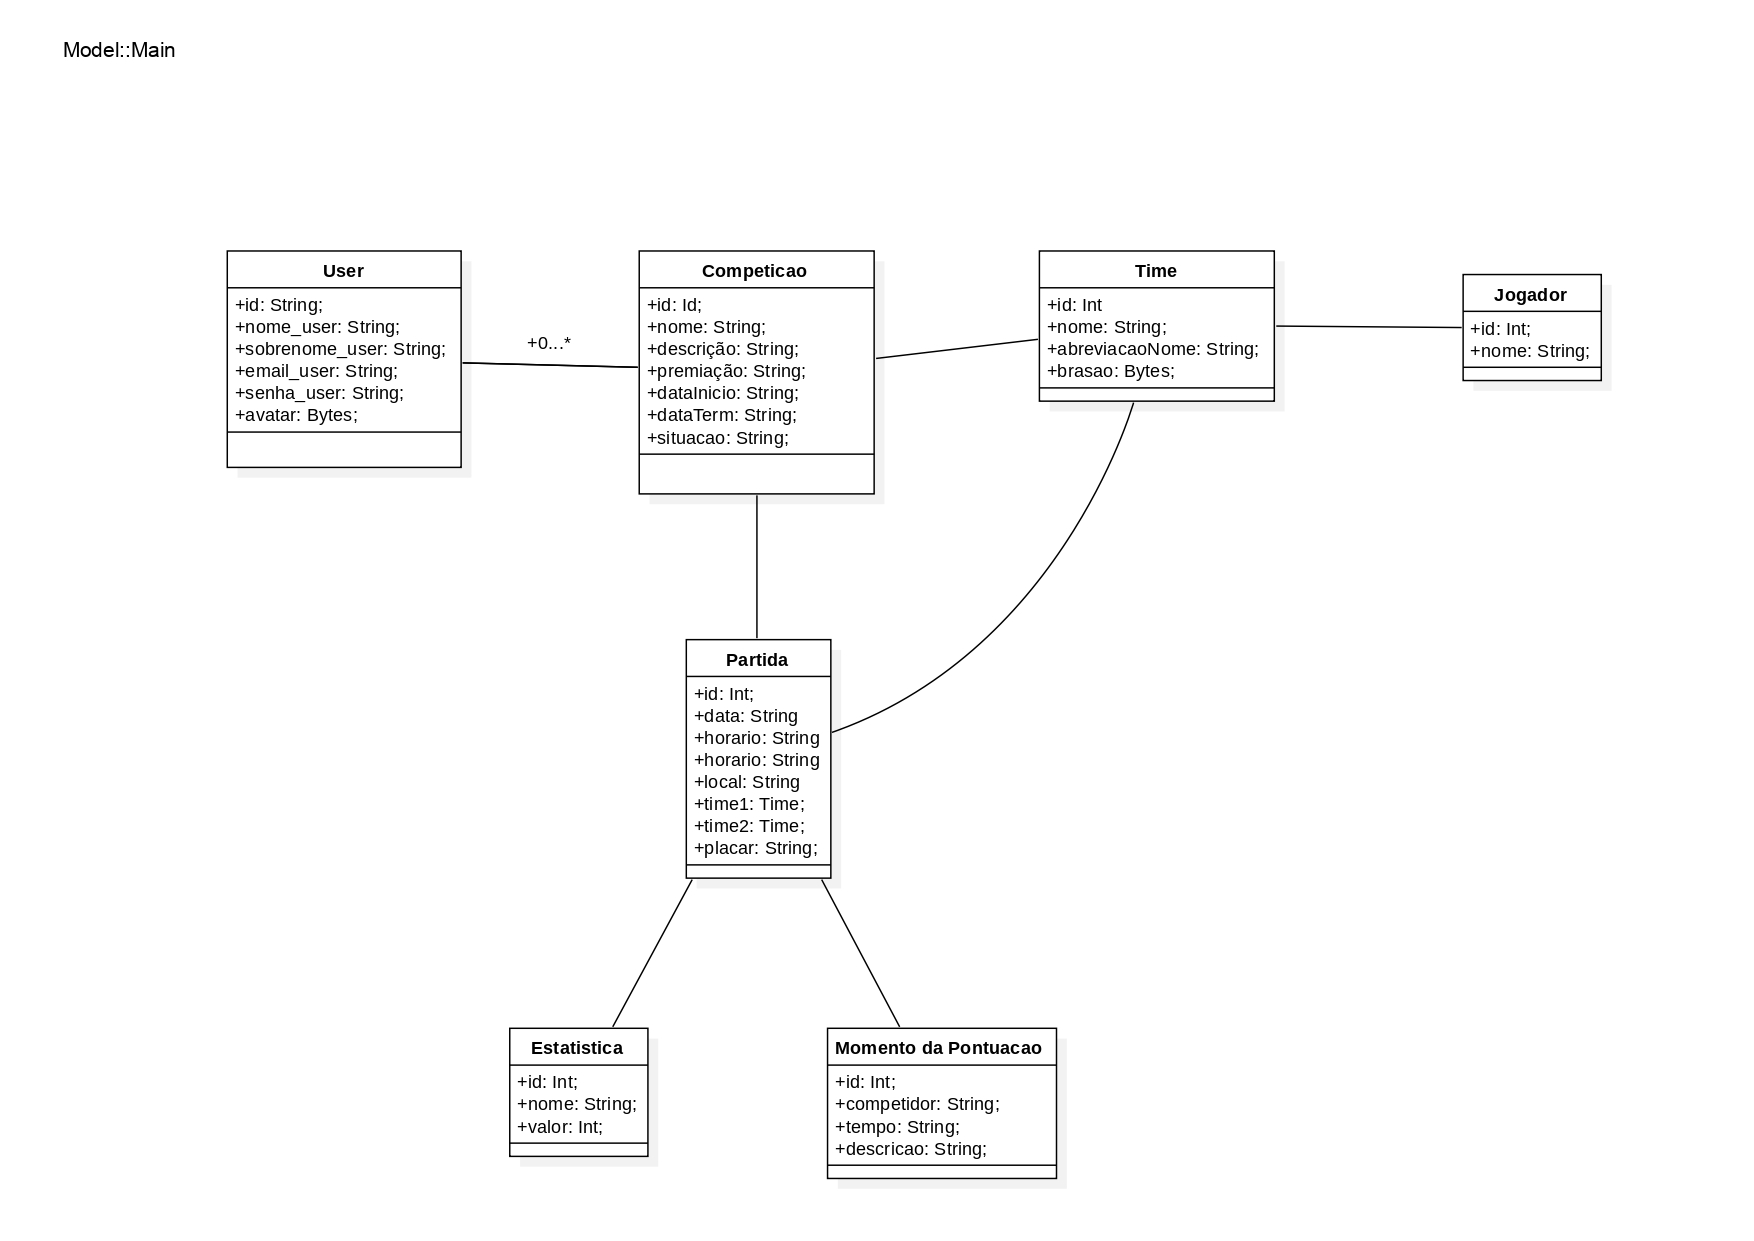 Model::Main
User
+id: String;
+nome_user: String;
+sobrenome_user: String;
+email_user: String;
+senha_user: String;
+avatar: Bytes;
+0...*
Competicao
+id: Id;
+nome: String;
+descrição: String;
+premiação: String;
+dataInicio: String;
+dataTerm: String;
+situacao: String;
Time
+id: Int
+nome: String;
+abreviacaoNome: String;
+brasao: Bytes;
Jogador
+id: Int;
+nome: String;
Partida
+id: Int;
+data: String
+horario: String
+horario: String
+local: String
+time1: Time;
+time2: Time;
+placar: String;
Estatistica
+id: Int;
+nome: String;
+valor: Int;
Momento da Pontuacao
+id: Int;
+competidor: String;
+tempo: String;
+descricao: String;